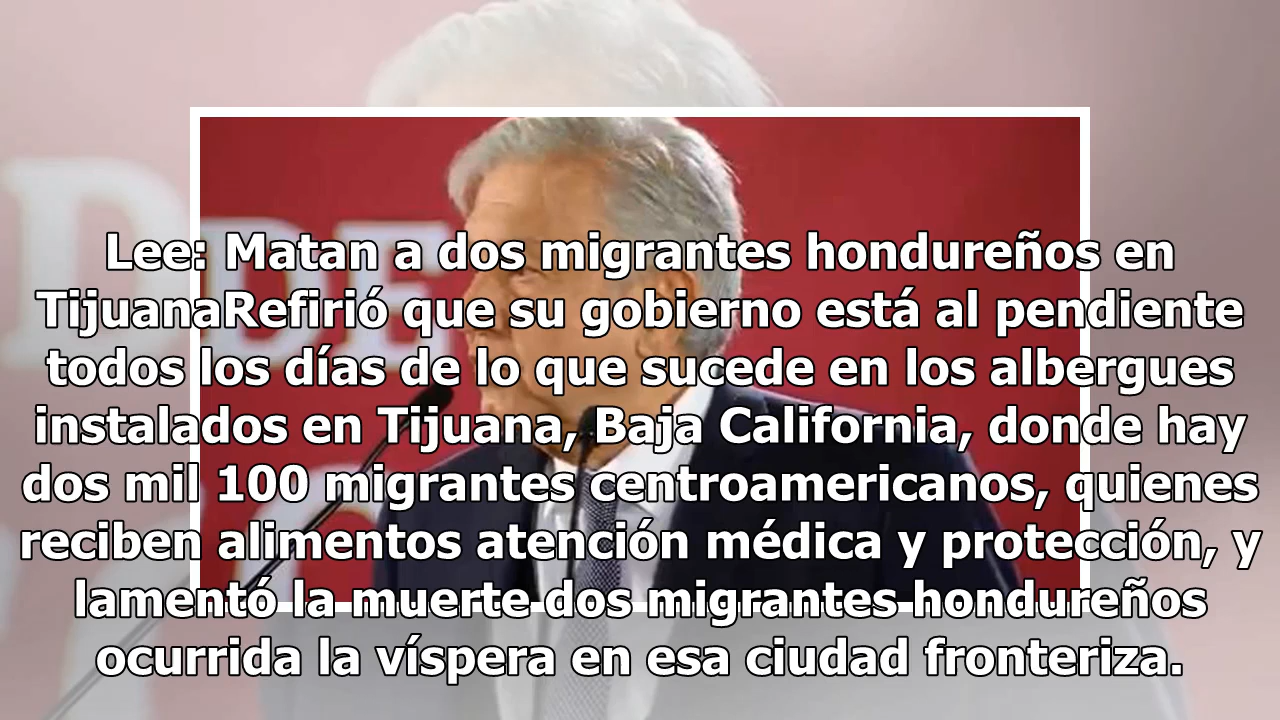 Lee: Matan a dos migrantes hondureños en
TijuanaRefirió que su gobierno está al pendiente
todos los días de lo que sucede en los albergues
instalados en Tijuana, Baja California, donde hay
dos mil 100 migrantes centroamericanos, quienes
reciben alimentos atención médica y protección, y
lamentó la muerte dos migrantes hondureños
ocurrida la víspera en esa ciudad fronteriza.
DE